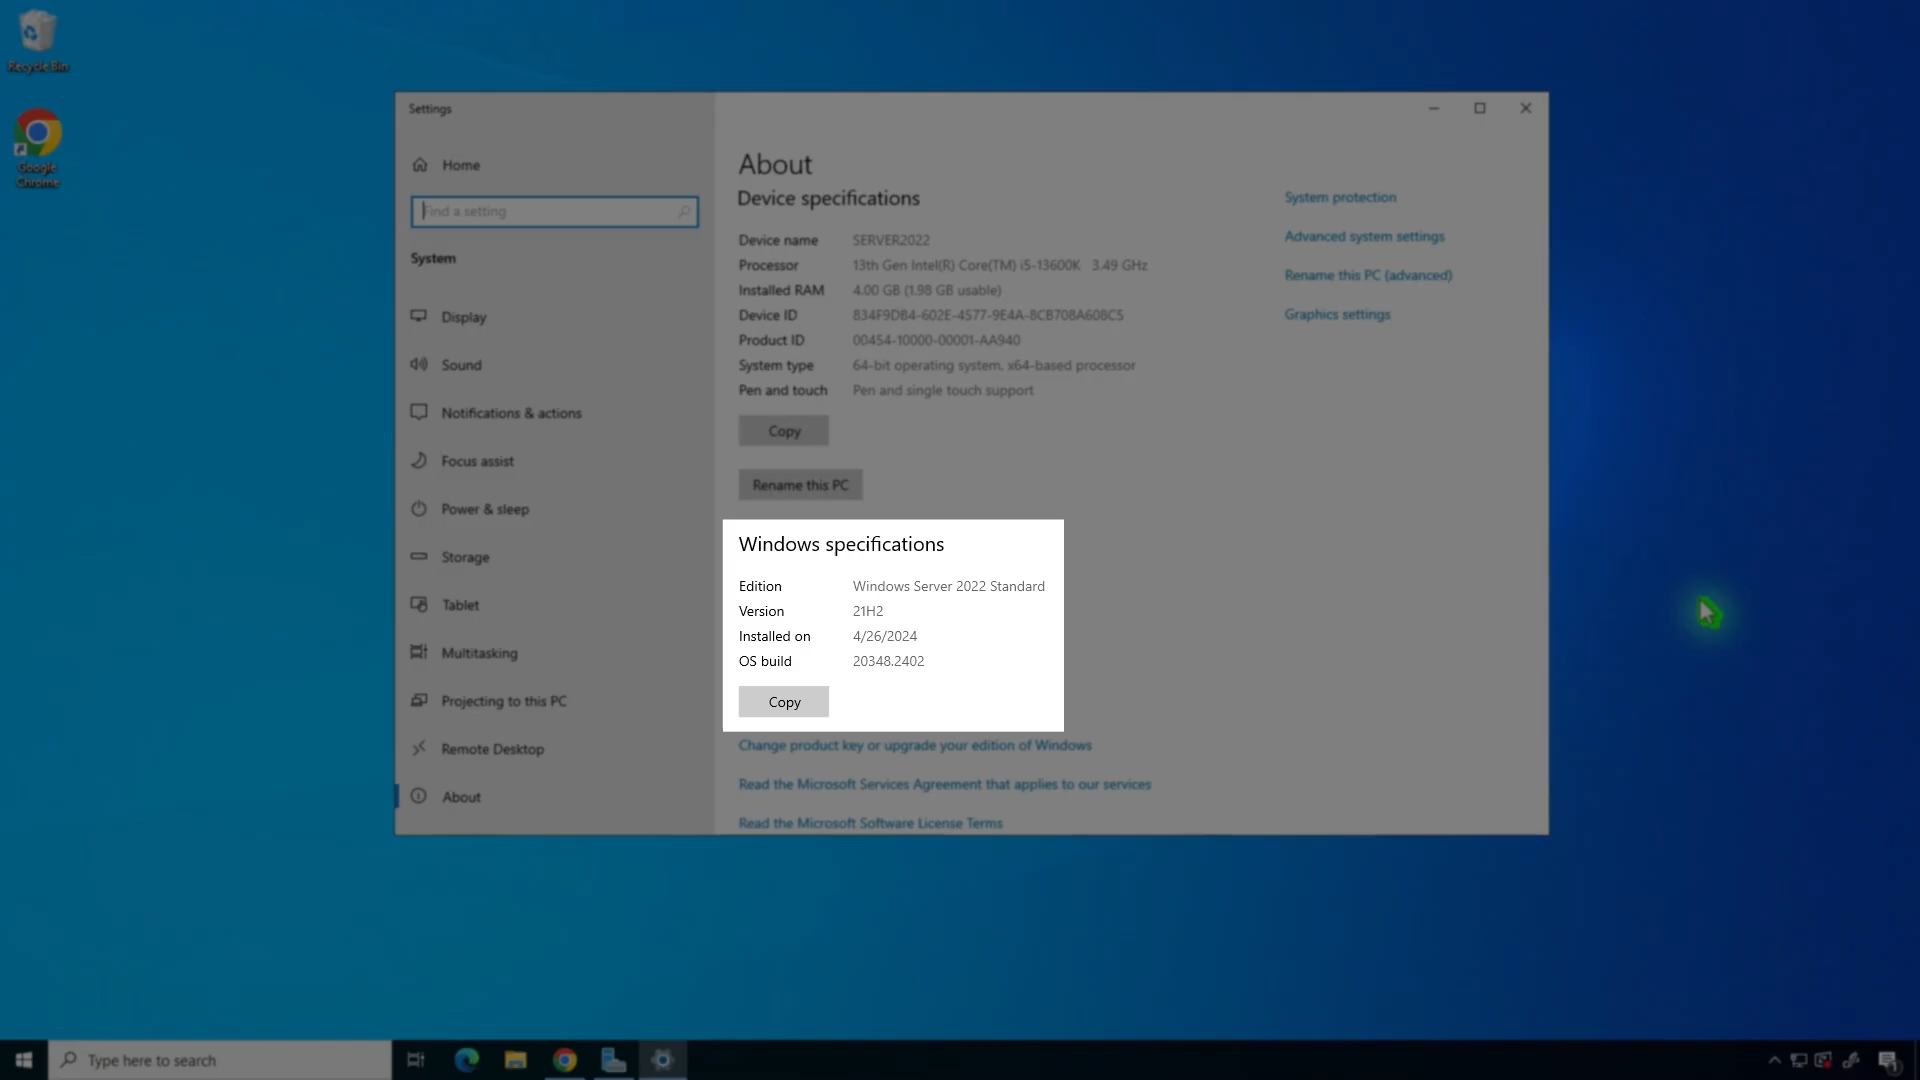 Recycle Bin
Google
Chrome
Settings
Home
Find a setting
System
Display
Sound
Notifications & actions
Focus assist
Power & sleep
Storage
Tablet
Multitasking
Projecting to this PC
Remote Desktop
About
About
Device specifications
Device name SERVER2022
Processor 13th Gen Intel(R) Core(TM) i5-13600K 3.49 GHz
Installed RAM 4.00 GB (1.98 GB usable)
Device ID 834F9DB4-602E-4577-9E4A-8CB708A608C5
Product ID 00454-10000-00001-AA940
System type 64-bit operating system, x64-based processor
Pen and touch Pen and single touch support
Copy
Rename this PC
Windows specifications
Edition Windows Server 2022 Standard
Version 21H2
Installed on 4/26/2024
OS build 20348.2402
Copy
Change product key or upgrade your edition of Windows
Read the Microsoft Services Agreement that applies to our services
Read the Microsoft Software License Terms
System protection
Advanced system settings
Rename this PC (advanced)
Graphics settings
Type here to search
1